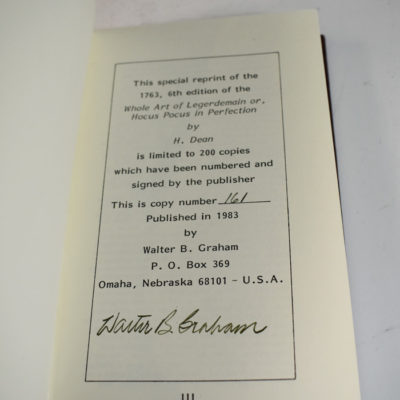 This special reprint of the
1763, 6th edition of the
Whole Art of Legerdemain or,
Hocus Pocus in Perfection
by
H. Dean
is limited to 200 copies
which have been numbered and
signed by the publisher
This is copy number 161
Published in 1983
by
Walter B. Graham
P. O. Box 369
Omaha, Nebraska 68101 - U.S.A.
Walter B. Graham
III